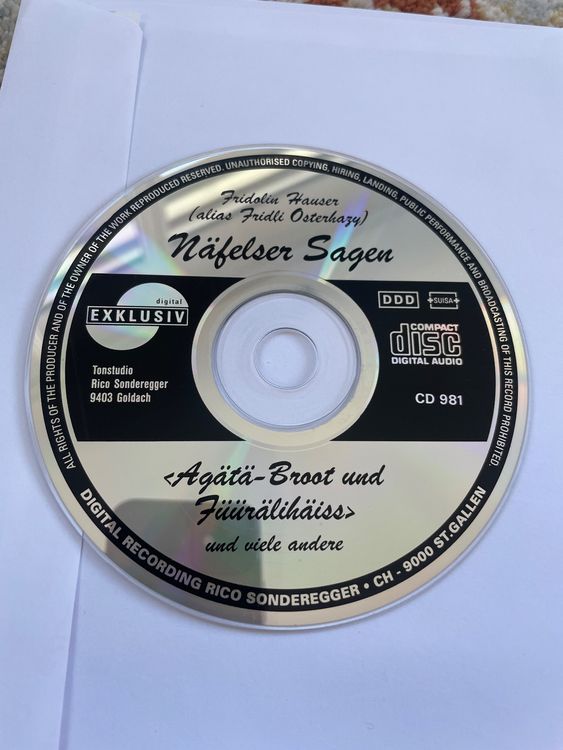 ALL RIGHTS OF THE PRODUCER AND OF THE OWNER OF THE WORK REPRODUCED RESERVED. UNAUTHORISED COPYING, HIRING, LANDING, PUBLIC PERFORMANCE AND BROADCASTING OF THIS RECORD PROHIBITED.
Fridolin Hauser
(alias Fridli Osterhazy)
Näfelser Sagen
digital
EXKLUSIV
DDD
SUISA
COMPACT
disc
DIGITAL AUDIO
Tonstudio
Rico Sonderegger
9403 Goldach
CD 981
<Agätä-Broot und
Füürälihäiss>
und viele andere
DIGITAL RECORDING RICO SONDEREGGER • CH - 9000 ST.GALLEN